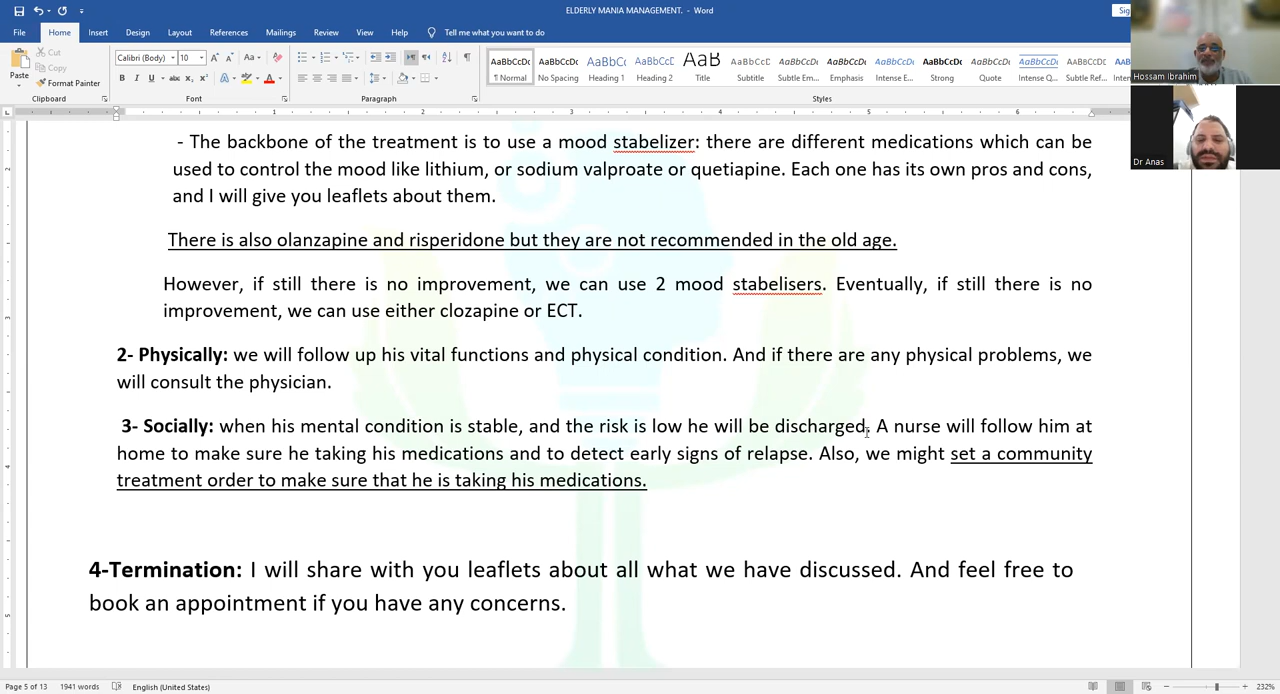 ELDERLY MANIA MANAGEMENT. - Word
Sig
File Home Insert Design Layout References Mailings Review View Help Tell me what you want to do
Paste
Cut
Copy
Format Painter
Clipboard
Calibri (Body) 10
Font
Paragraph
AaBbCcDc AaBbCcDc AaBbCc AaBbCcC AaB AaBbCcC AaBbCcDc AaBbCcDc AaBbCcDc AaBbCcDc AaBbCcDc AaBbCcDc AaBbCcDc
¶ Normal No Spacing Heading 1 Heading 2 Title Subtitle Subtle Em... Emphasis Intense E... Strong Quote Intense Q... Subtle Ref...
Styles
Hossam Ibrahim
Dr Anas
- The backbone of the treatment is to use a mood stabelizer: there are different medications which can be
used to control the mood like lithium, or sodium valproate or quetiapine. Each one has its own pros and cons,
and I will give you leaflets about them.
There is also olanzapine and risperidone but they are not recommended in the old age.
However, if still there is no improvement, we can use 2 mood stabelisers. Eventually, if still there is no
improvement, we can use either clozapine or ECT.
2- Physically: we will follow up his vital functions and physical condition. And if there are any physical problems, we
will consult the physician.
3- Socially: when his mental condition is stable, and the risk is low he will be discharged. A nurse will follow him at
home to make sure he taking his medications and to detect early signs of relapse. Also, we might set a community
treatment order to make sure that he is taking his medications.
4-Termination: I will share with you leaflets about all what we have discussed. And feel free to
book an appointment if you have any concerns.
Page 5 of 13 1941 words English (United States) 232%